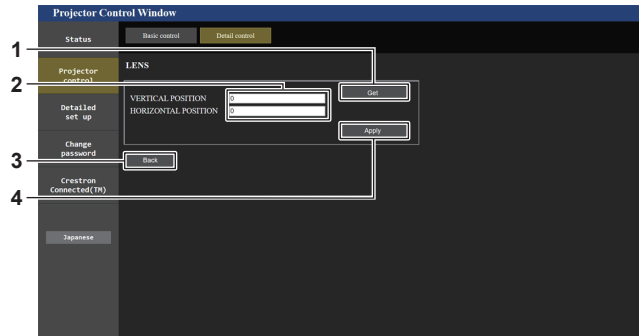 Projector Control Window
Status
Basic control
Detail control
1
Projector
control
LENS
2
VERTICAL POSITION
0
Get
HORIZONTAL POSITION
0
Detailed
set up
Apply
Change
password
3
Back
Crestron
Connected(TM)
4
Japanese